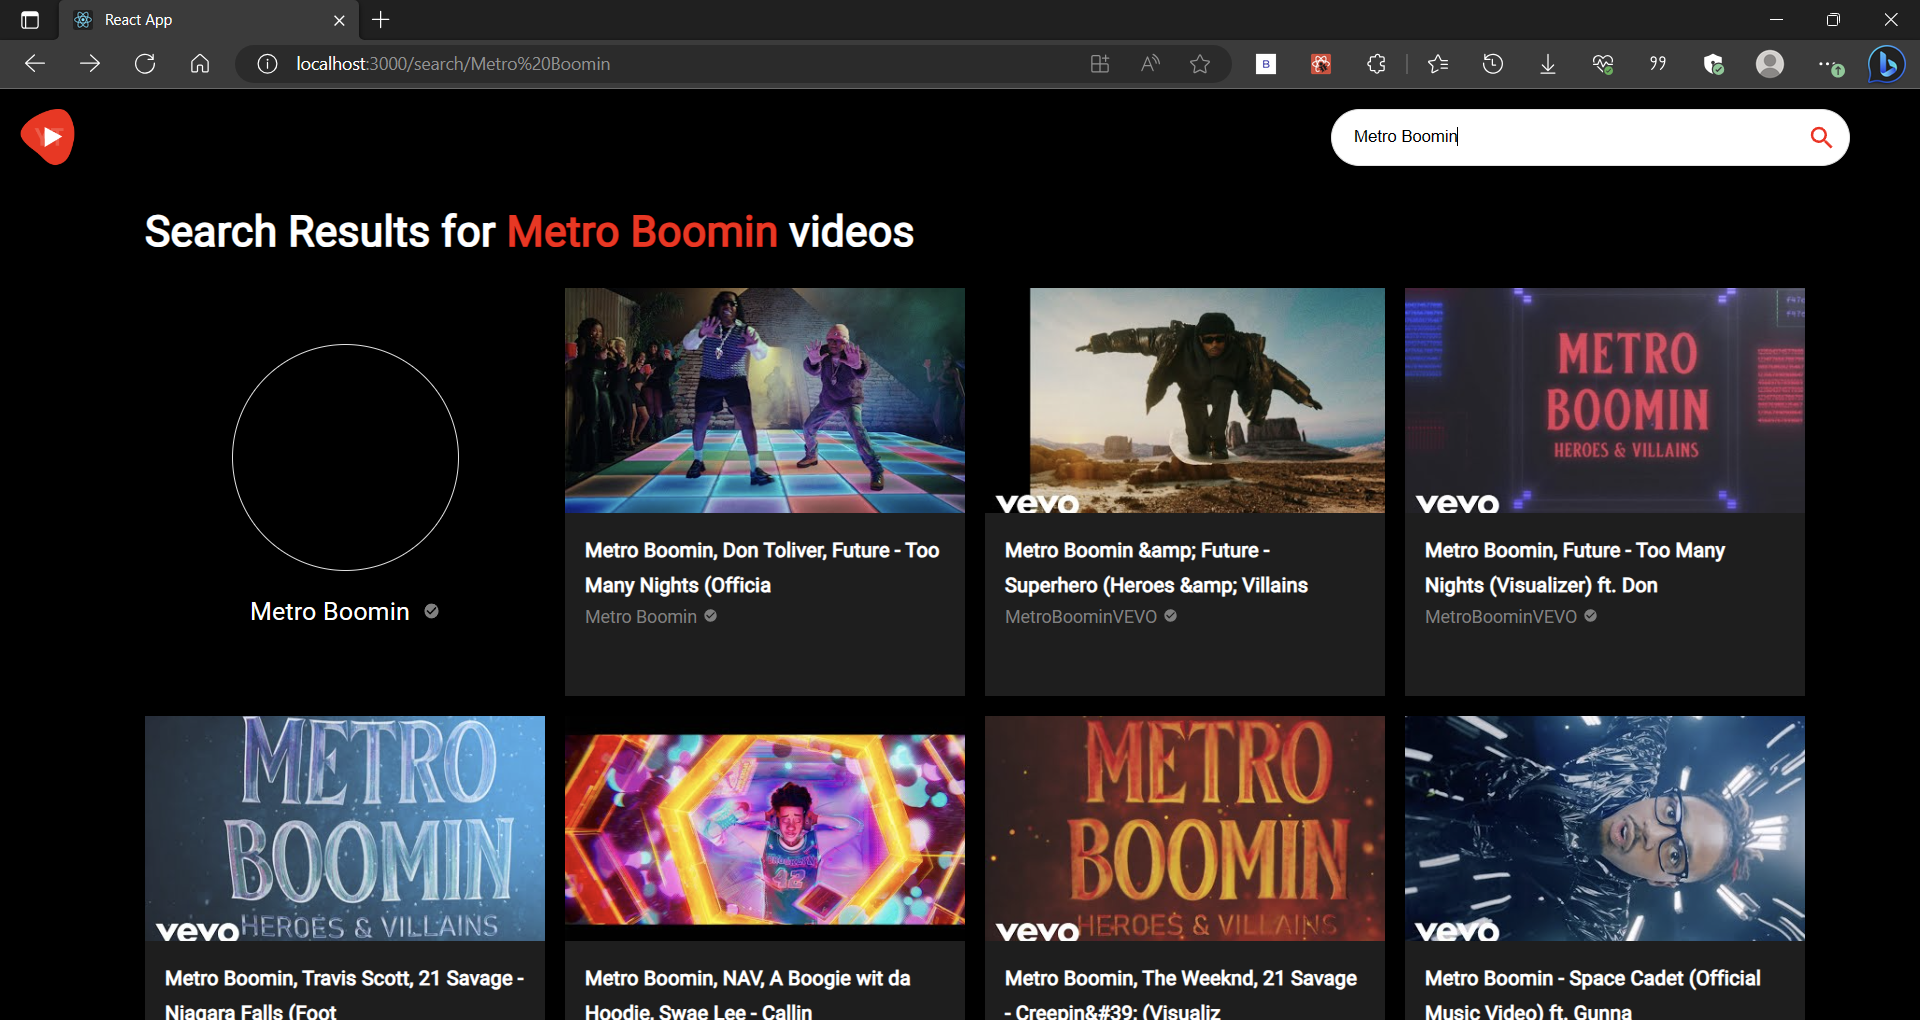 React App
localhost:3000/search/Metro%20Boomin
B
Metro Boomin
Search Results for Metro Boomin videos
vevo
METRO
BOOMIN
HEROES & VILLAINS
vevo
Metro Boomin
Metro Boomin, Don Toliver, Future - Too
Many Nights (Officia
Metro Boomin
Metro Boomin &amp; Future -
Superhero (Heroes &amp; Villains
MetroBoominVEVO
Metro Boomin, Future - Too Many
Nights (Visualizer) ft. Don
MetroBoominVEVO
METRO
BOOMIN
vevo HEROES & VILLAINS
METRO
BOOMIN
vevo HEROES & VILLAINS
vevo
Metro Boomin, Travis Scott, 21 Savage -
Niagara Falls (Foot
Metro Boomin, NAV, A Boogie wit da
Hoodie, Swae Lee - Callin
Metro Boomin, The Weeknd, 21 Savage
- Creepin&#39; (Visualiz
Metro Boomin - Space Cadet (Official
Music Video) ft. Gunna